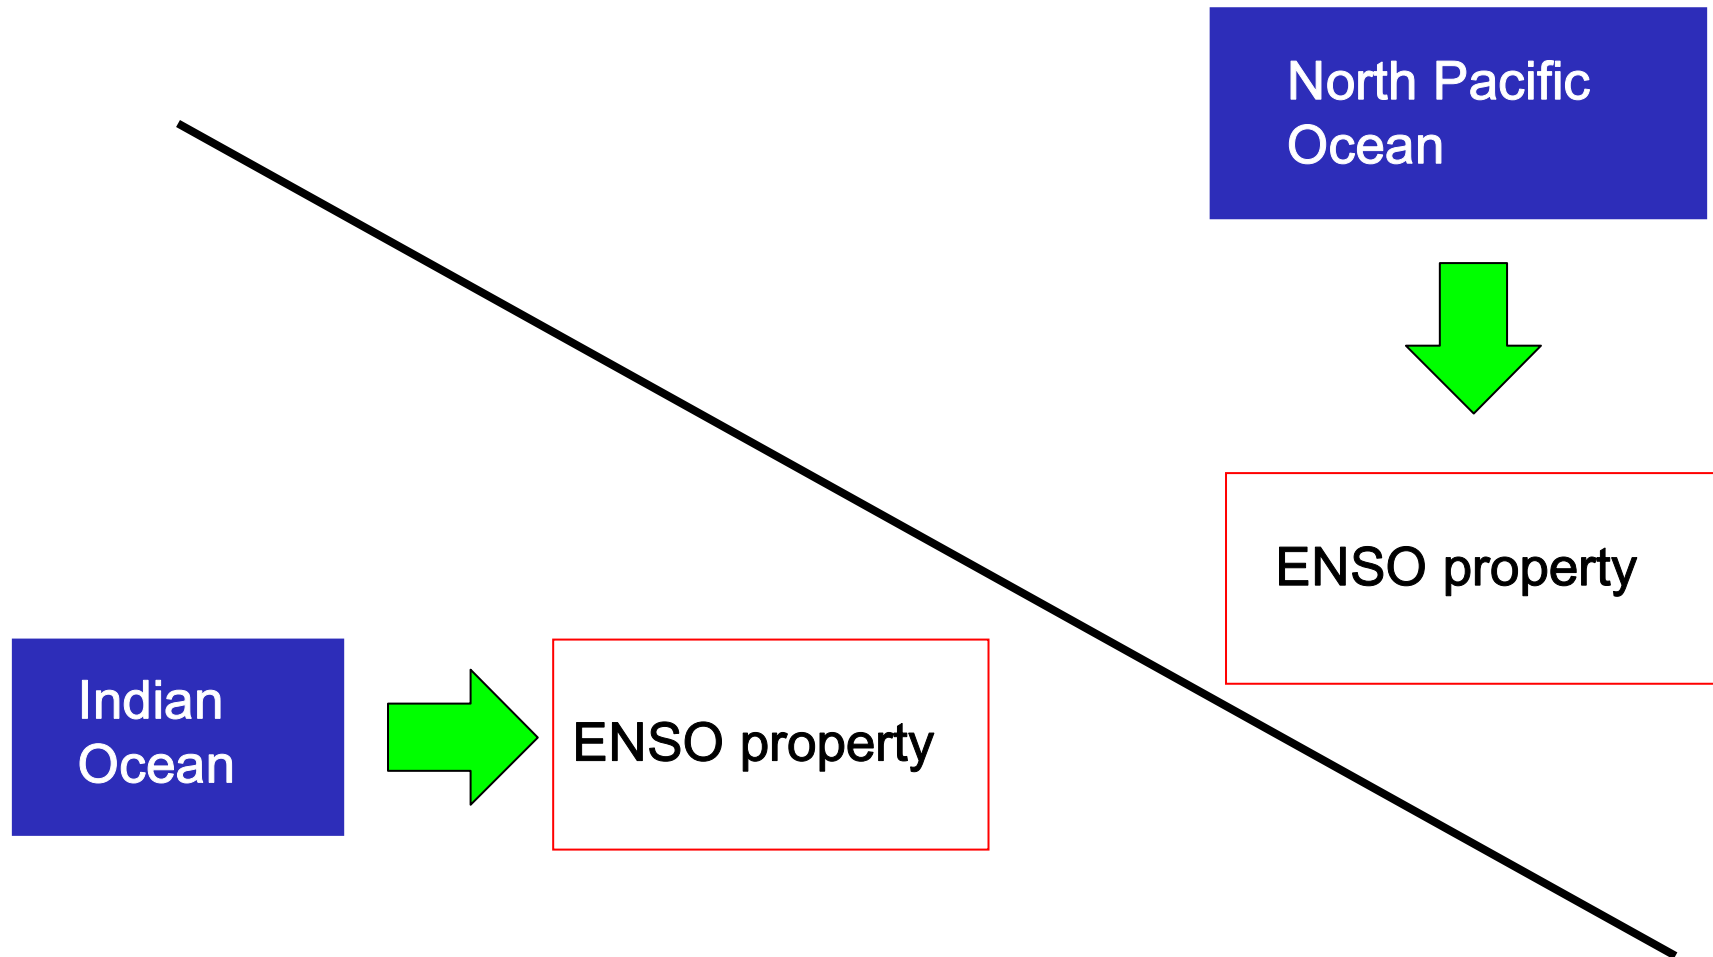 North Pacific
Ocean
ENSO property
Indian
Ocean
ENSO property